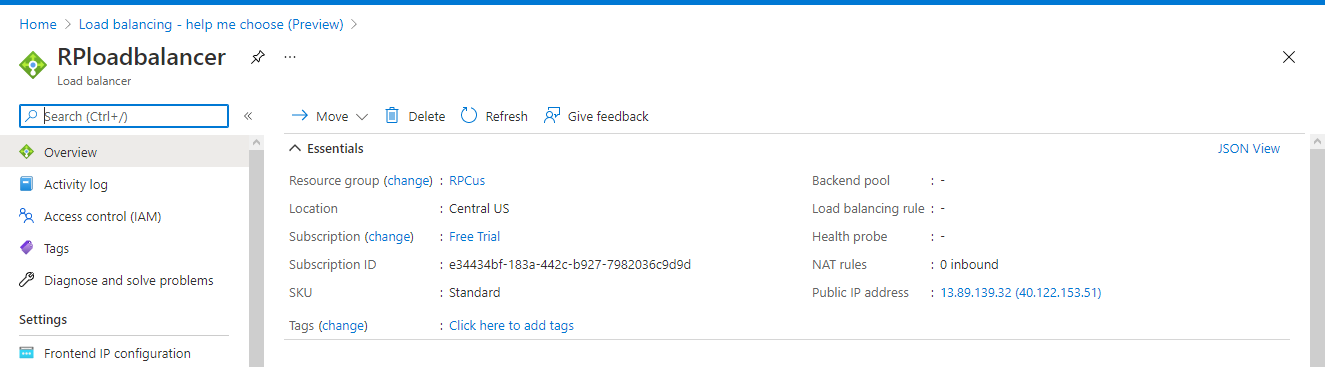 Home > Load balancing - help me choose (Preview) >
RPloadbalancer ...
Load balancer
Search (Ctrl+/) «
Move Delete Refresh Give feedback
Overview
Activity log
Access control (IAM)
Tags
Diagnose and solve problems
Settings
Frontend IP configuration
Essentials JSON View
Resource group (change) : RPCus
Location : Central US
Subscription (change) : Free Trial
Subscription ID : e34434bf-183a-442c-b927-7982036c9d9d
SKU : Standard
Tags (change) : Click here to add tags
Backend pool : -
Load balancing rule : -
Health probe : -
NAT rules : 0 inbound
Public IP address : 13.89.139.32 (40.122.153.51)